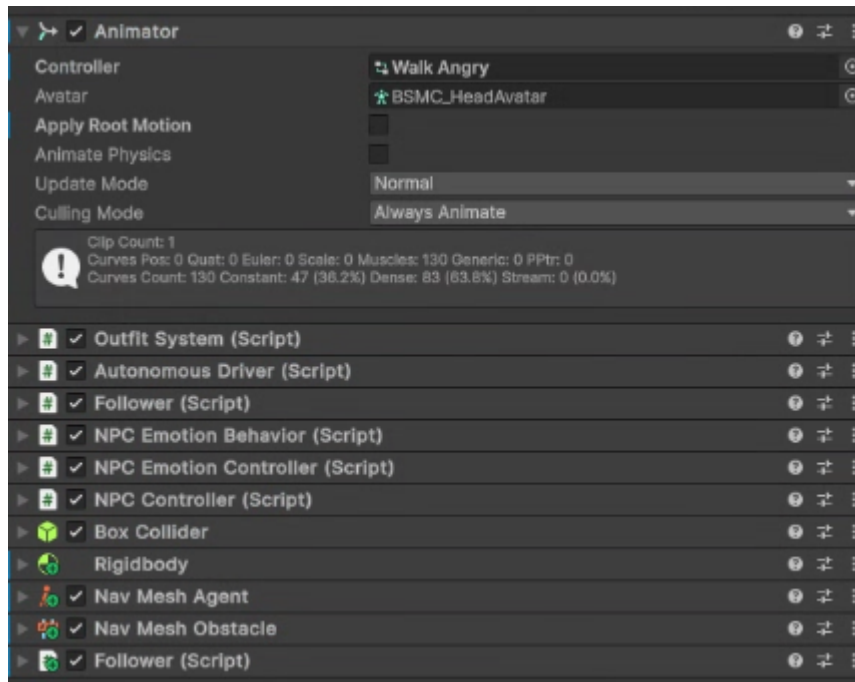 Animator
Controller Walk Angry
Avatar BSMC_HeadAvatar
Apply Root Motion
Animate Physics
Update Mode Normal
Culling Mode Always Animate
Clip Count: 1
Curves Pos: 0 Quat: 0 Euler: 0 Scale: 0 Muscles: 130 Generic: 0 PPtr: 0
Curves Count: 130 Constant: 47 (36.2%) Dense: 83 (63.8%) Stream: 0 (0.0%)
Outfit System (Script)
Autonomous Driver (Script)
Follower (Script)
NPC Emotion Behavior (Script)
NPC Emotion Controller (Script)
NPC Controller (Script)
Box Collider
Rigidbody
Nav Mesh Agent
Nav Mesh Obstacle
Follower (Script)